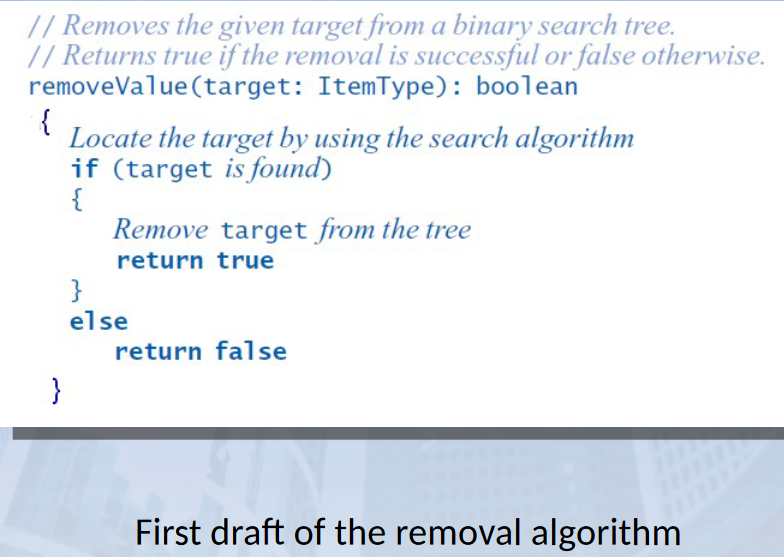 // Removes the given target from a binary search tree.
// Returns true if the removal is successful or false otherwise.
removeValue(target: ItemType): boolean
{
Locate the target by using the search algorithm
if (target is found)
{
Remove target from the tree
return true
}
else
return false
}
First draft of the removal algorithm